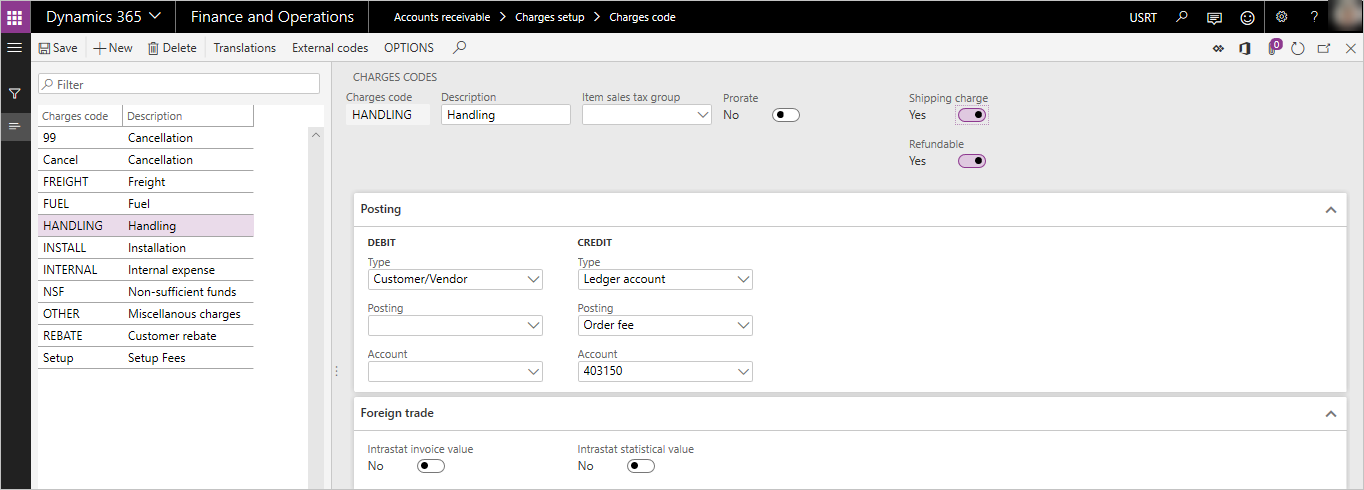 Dynamics 365 Finance and Operations Accounts receivable Charges setup Charges code USRT ?
Save New Delete Translations External codes OPTIONS 0
Filter
Charges code Description
99 Cancellation
Cancel Cancellation
FREIGHT Freight
FUEL Fuel
HANDLING Handling
INSTALL Installation
INTERNAL Internal expense
NSF Non-sufficient funds
OTHER Miscellanous charges
REBATE Customer rebate
Setup Setup Fees
CHARGES CODES
Charges code Description Item sales tax group Prorate Shipping charge
HANDLING Handling No Yes
Refundable
Yes
Posting
DEBIT CREDIT
Type Type
Customer/Vendor Ledger account
Posting Posting
Order fee
Account Account
403150
Foreign trade
Intrastat invoice value Intrastat statistical value
No No